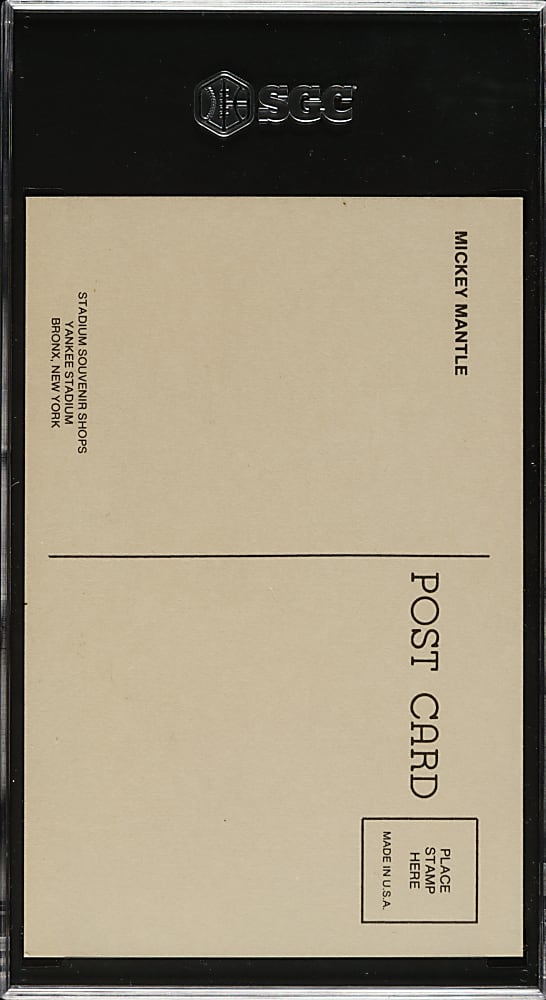 SGC
MICKEY MANTLE
STADIUM SOUVENIR SHOPS
YANKEE STADIUM
BRONX, NEW YORK
POST CARD
PLACE
STAMP
HERE
MADE IN U.S.A.